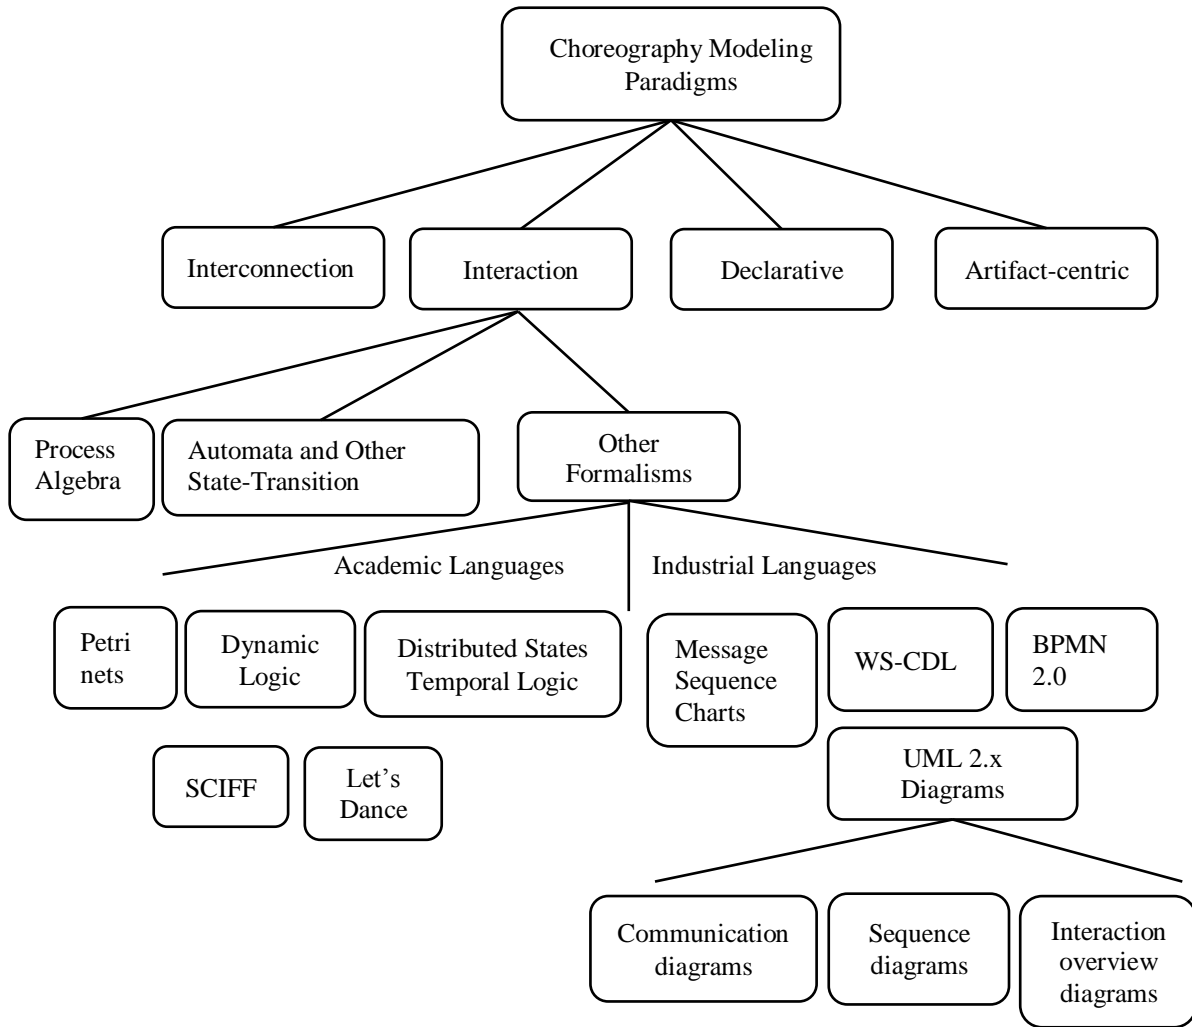 Choreography Modeling
Paradigms
Interconnection
Interaction
Declarative
Artifact-centric
Process
Algebra
Automata and Other
State-Transition
Other
Formalisms
Academic Languages
Industrial Languages
Petri
nets
Dynamic
Logic
Distributed States
Temporal Logic
Message
Sequence
Charts
WS-CDL
BPMN
2.0
SCIFF
Let’s
Dance
UML 2.x
Diagrams
Communication
diagrams
Sequence
diagrams
Interaction
overview
diagrams